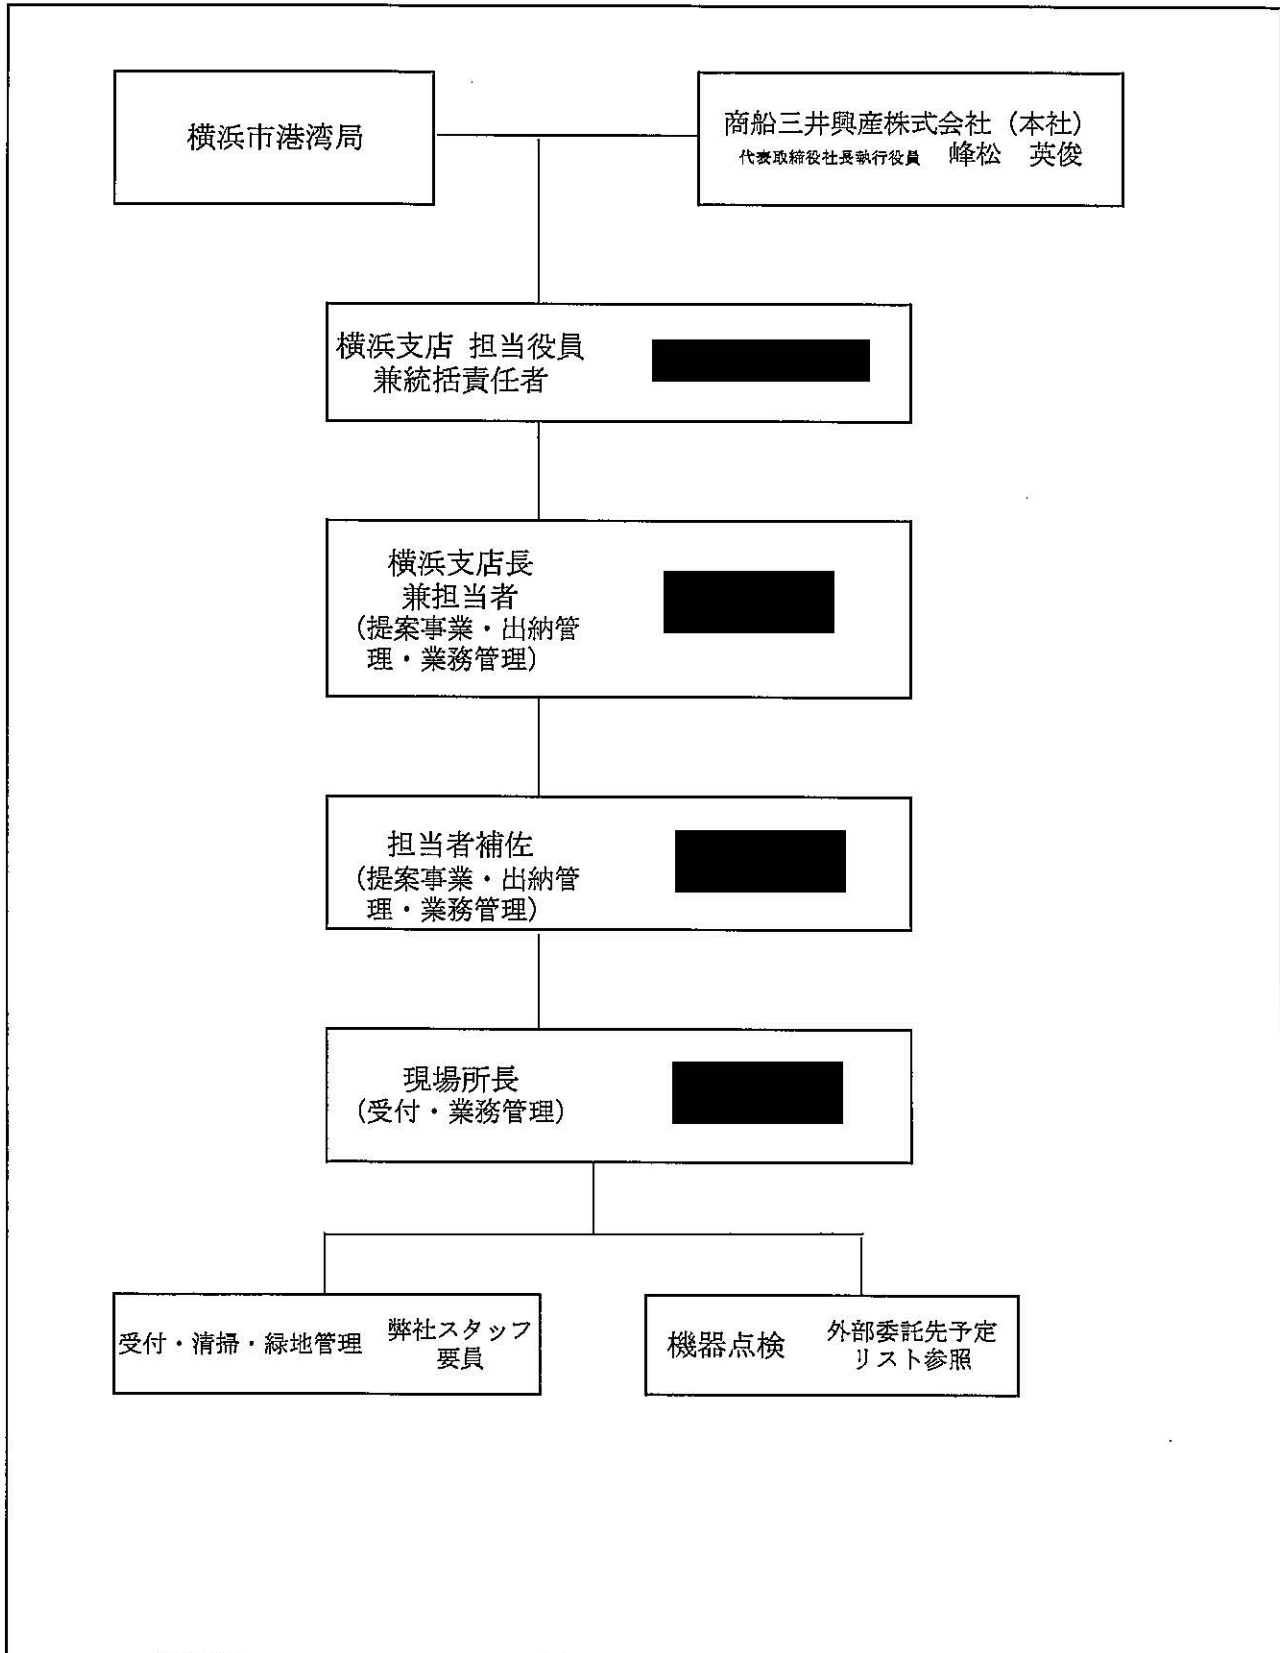 横浜市港湾局
商船三井興産株式会社（本社）
代表取締役社長執行役員 峰松 英俊
横浜支店 担当役員
兼統括責任者
横浜支店長
兼担当者
（提案事業・出納管
理・業務管理）
担当者補佐
（提案事業・出納管
理・業務管理）
現場所長
（受付・業務管理）
受付・清掃・緑地管理
弊社スタッフ
要員
機器点検
外部委託先予定
リスト参照